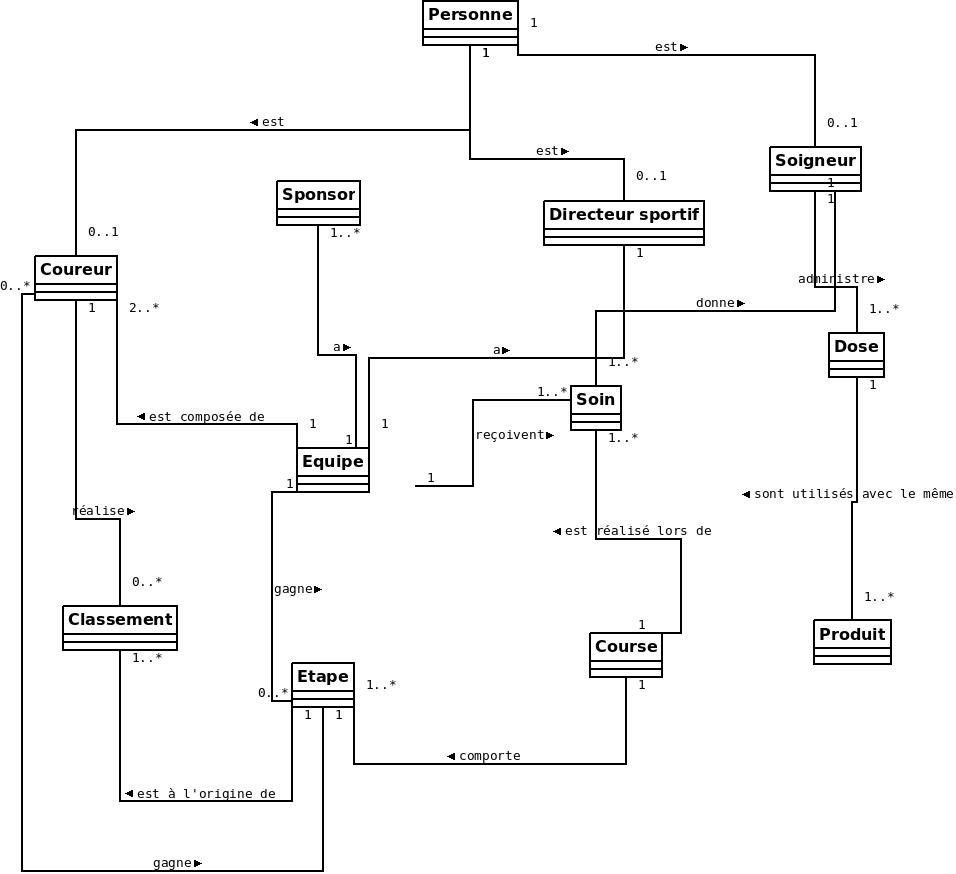 Personne
1
1
est ►
◄ est
0..1
est ►
Soigneur
1
1
0..1
Sponsor
1..*
Directeur sportif
1
0..1
Coureur
0..*
1
2..*
administre ►
donne ►
1..*
a ►
a ►
Dose
1
1..*
1..*
Soin
1..*
◄ est composée de
1
1
1
reçoivent ►
Equipe
1
1
◄ sont utilisés avec le même
réalise ►
◄ est réalisé lors de
0..*
gagne ►
1..*
Classement
1..*
1
Course
1
Produit
Etape
0..*
1..*
1
1
◄ comporte
◄ est à l'origine de
gagne ►